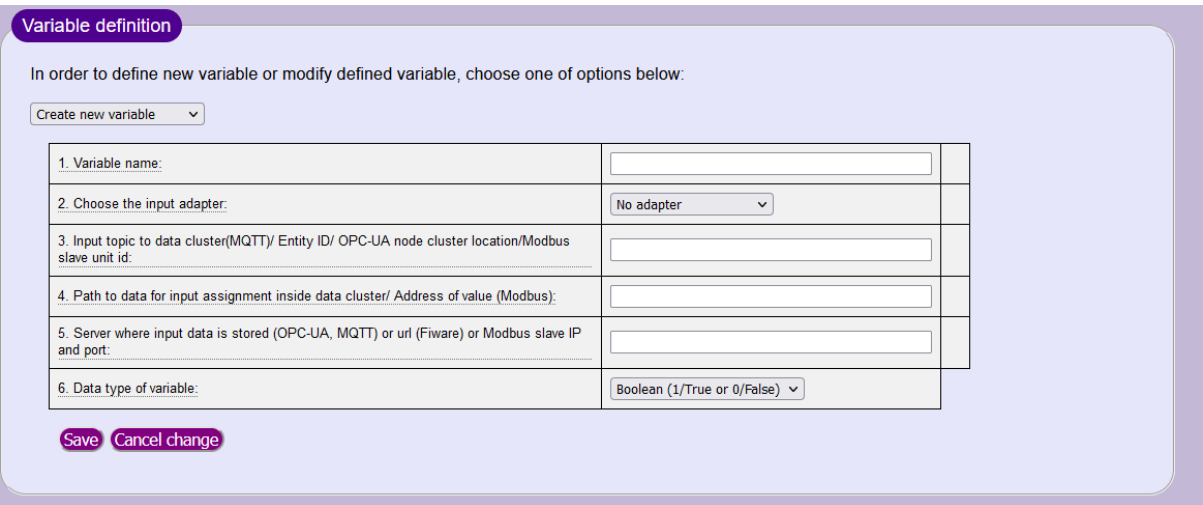 Variable definition
In order to define new variable or modify defined variable, choose one of options below:
Create new variable
1. Variable name:
2. Choose the input adapter:
No adapter
3. Input topic to data cluster(MQTT)/ Entity ID/ OPC-UA node cluster location/Modbus
slave unit id:
4. Path to data for input assignment inside data cluster/ Address of value (Modbus):
5. Server where input data is stored (OPC-UA, MQTT) or url (Fiware) or Modbus slave IP
and port:
6. Data type of variable:
Boolean (1/True or 0/False)
Save Cancel change